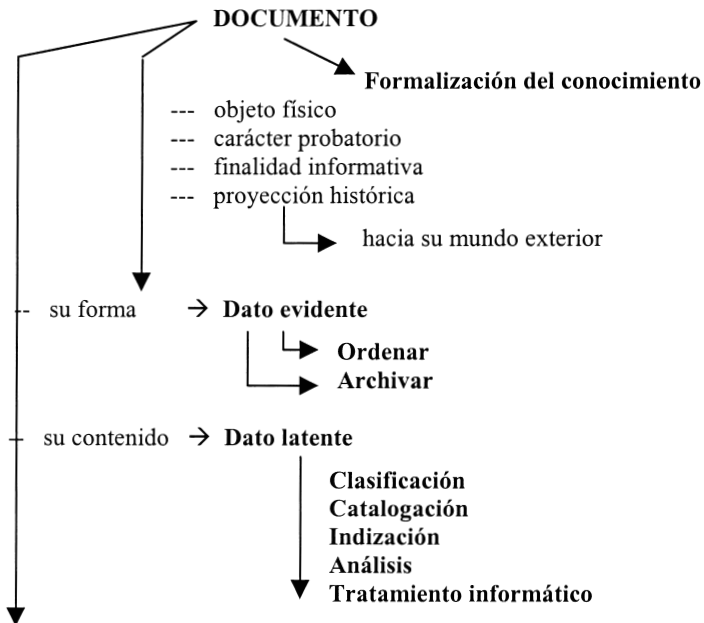 DOCUMENTO
Formalización del conocimiento
--- objeto físico
--- carácter probatorio
--- finalidad informativa
--- proyección histórica
hacia su mundo exterior
-- su forma → Dato evidente
Ordenar
Archivar
-- su contenido → Dato latente
Clasificación
Catalogación
Indización
Análisis
Tratamiento informático